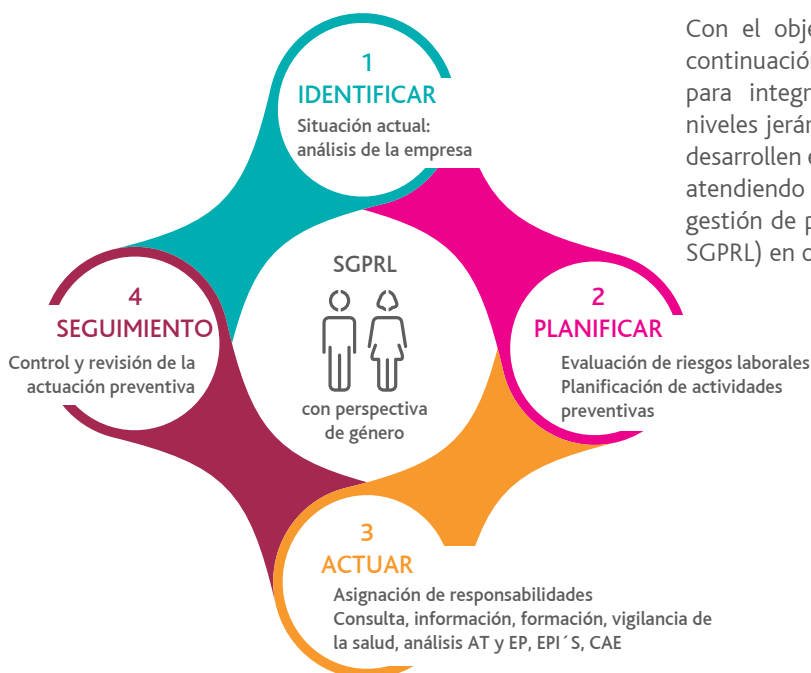 1
IDENTIFICAR
Situación actual:
análisis de la empresa
Con el obje
continuación
para integr
niveles jerár
desarrollen e
atendiendo
gestión de p
SGPRL) en c
SGPRL
con perspectiva
de género
2
PLANIFICAR
Evaluación de riesgos laborales
Planificación de actividades
preventivas
3
ACTUAR
Asignación de responsabilidades
Consulta, información, formación, vigilancia de
la salud, análisis AT y EP, EPI´S, CAE
4
SEGUIMIENTO
Control y revisión de la
actuación preventiva